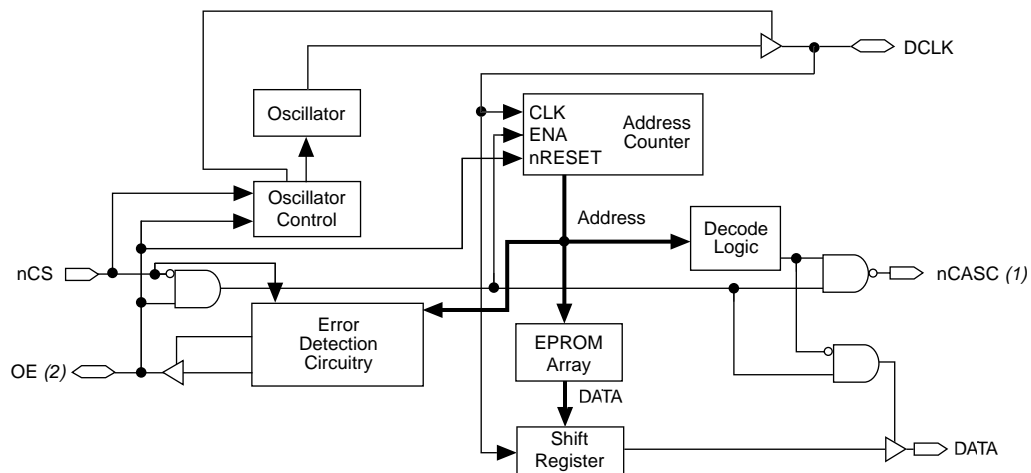 DCLK
Oscillator
CLK
ENA
nRESET
Address
Counter
Oscillator
Control
Address
Decode
Logic
nCS
nCASC (1)
Error
Detection
Circuitry
EPROM
Array
OE (2)
DATA
Shift
Register
DATA